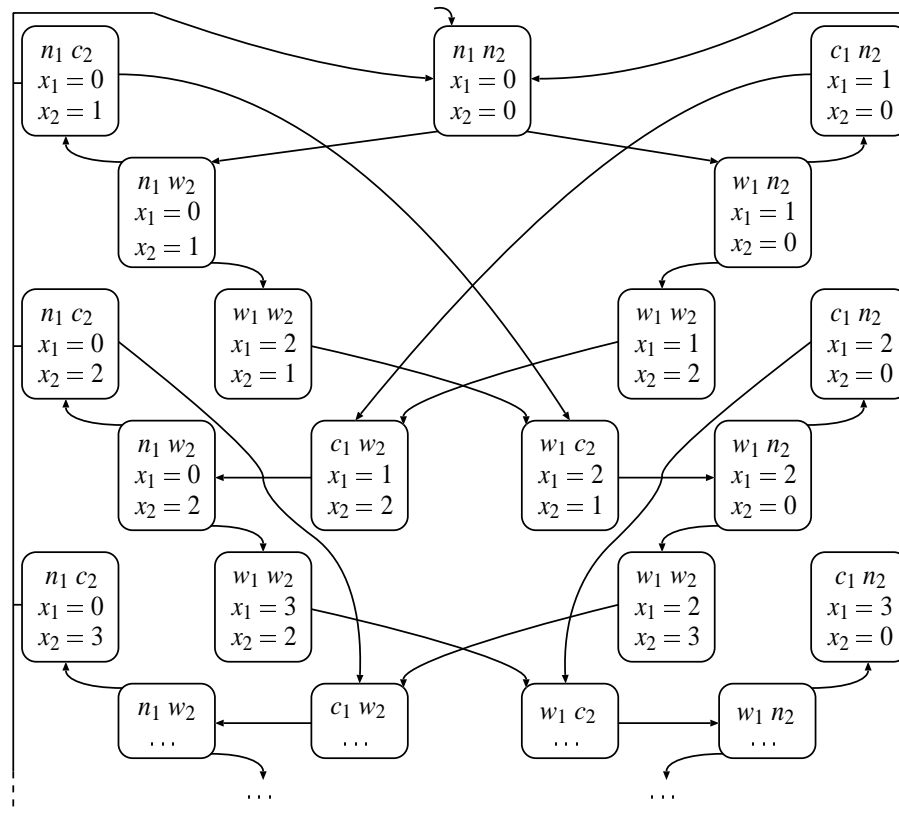 n₁ c₂
x₁ = 0
x₂ = 1
n₁ n₂
x₁ = 0
x₂ = 0
c₁ n₂
x₁ = 1
x₂ = 0
n₁ w₂
x₁ = 0
x₂ = 1
w₁ n₂
x₁ = 1
x₂ = 0
n₁ c₂
x₁ = 0
x₂ = 2
w₁ w₂
x₁ = 2
x₂ = 1
w₁ w₂
x₁ = 1
x₂ = 2
c₁ n₂
x₁ = 2
x₂ = 0
n₁ w₂
x₁ = 0
x₂ = 2
c₁ w₂
x₁ = 1
x₂ = 2
w₁ c₂
x₁ = 2
x₂ = 1
w₁ n₂
x₁ = 2
x₂ = 0
n₁ c₂
x₁ = 0
x₂ = 3
w₁ w₂
x₁ = 3
x₂ = 2
w₁ w₂
x₁ = 2
x₂ = 3
c₁ n₂
x₁ = 3
x₂ = 0
n₁ w₂
...
c₁ w₂
...
w₁ c₂
...
w₁ n₂
...
...
...